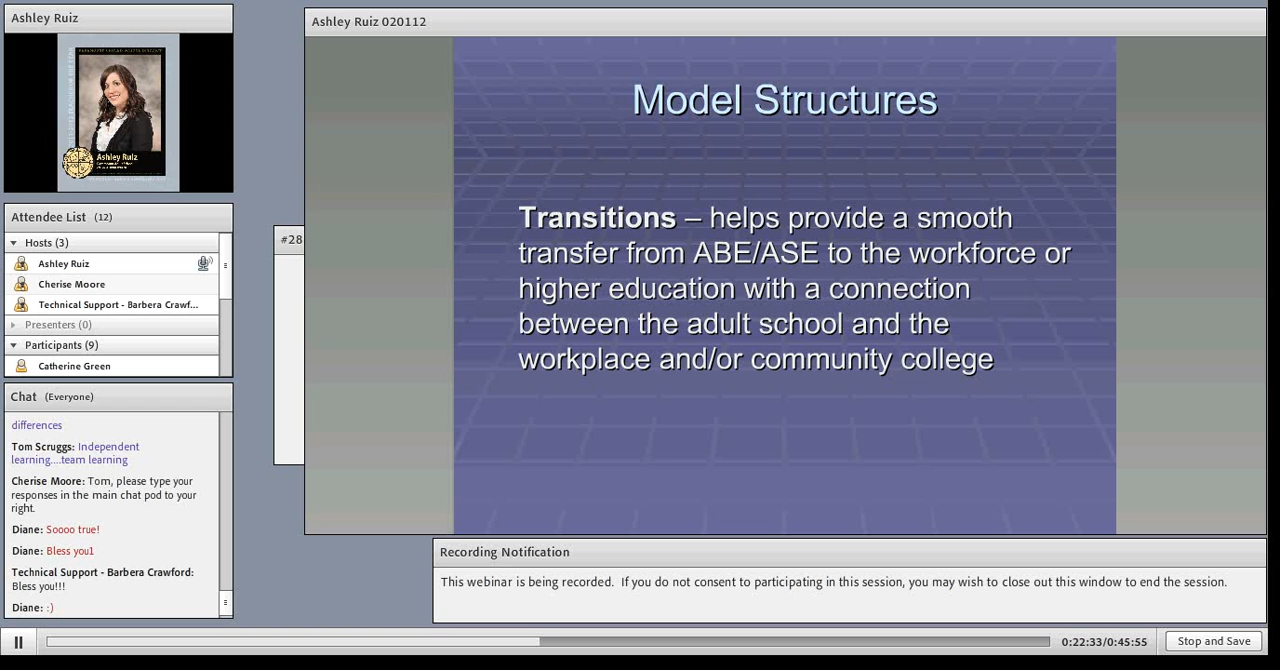 Ashley Ruiz
Ashley Ruiz
Attendee List (12)
Hosts (3)
Ashley Ruiz
Cherise Moore
Technical Support - Barbera Crawf...
Presenters (0)
Participants (9)
Catherine Green
Chat (Everyone)
differences
Tom Scruggs: Independent
learning....team learning
Cherise Moore: Tom, please type your
responses in the main chat pod to your
right.
Diane: Soooo true!
Diane: Bless you1
Technical Support - Barbera Crawford:
Bless you!!!
Diane: :)
#28
Ashley Ruiz 020112
Model Structures
Transitions – helps provide a smooth
transfer from ABE/ASE to the workforce or
higher education with a connection
between the adult school and the
workplace and/or community college
Recording Notification
This webinar is being recorded. If you do not consent to participating in this session, you may wish to close out this window to end the session.
0:22:33/0:45:55
Stop and Save